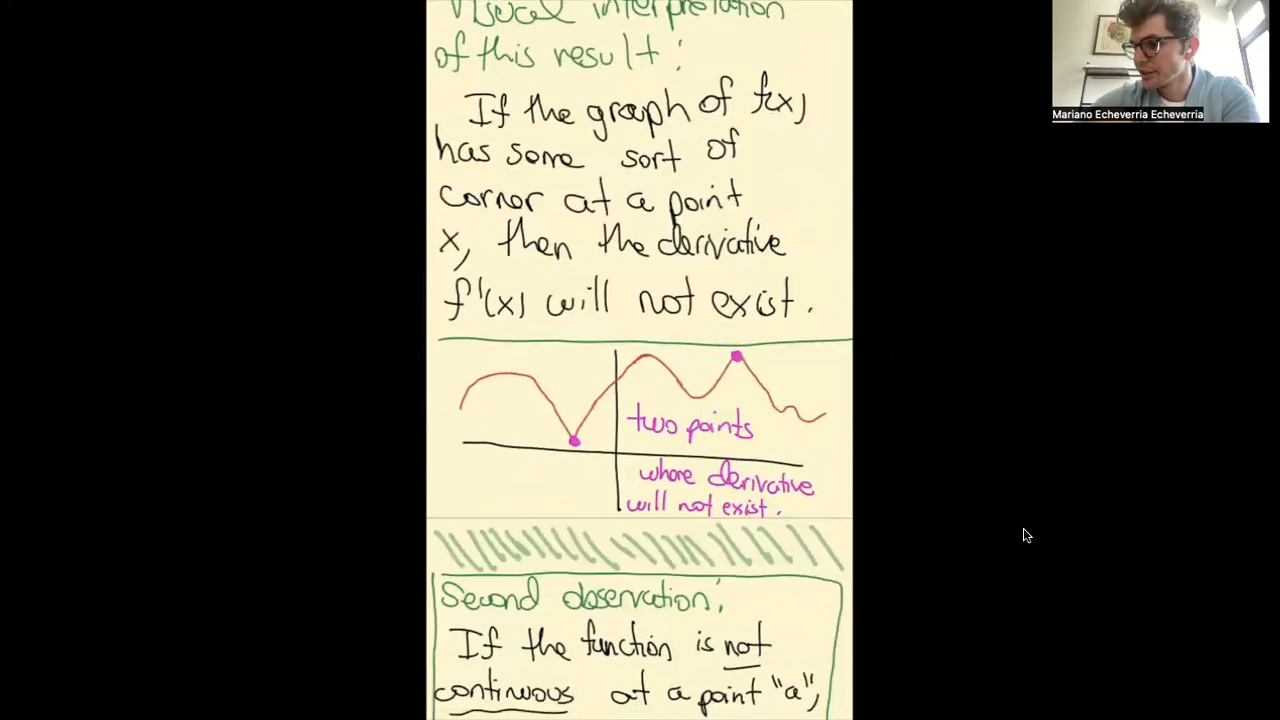 Visual interpretation
of this result:
If the graph of f(x)
has some sort of
corner at a point
x, then the derivative
f'(x) will not exist.
two points
where derivative
will not exist.
Second observation:
If the function is not
continuous at a point "a",
Mariano Echeverria Echeverria